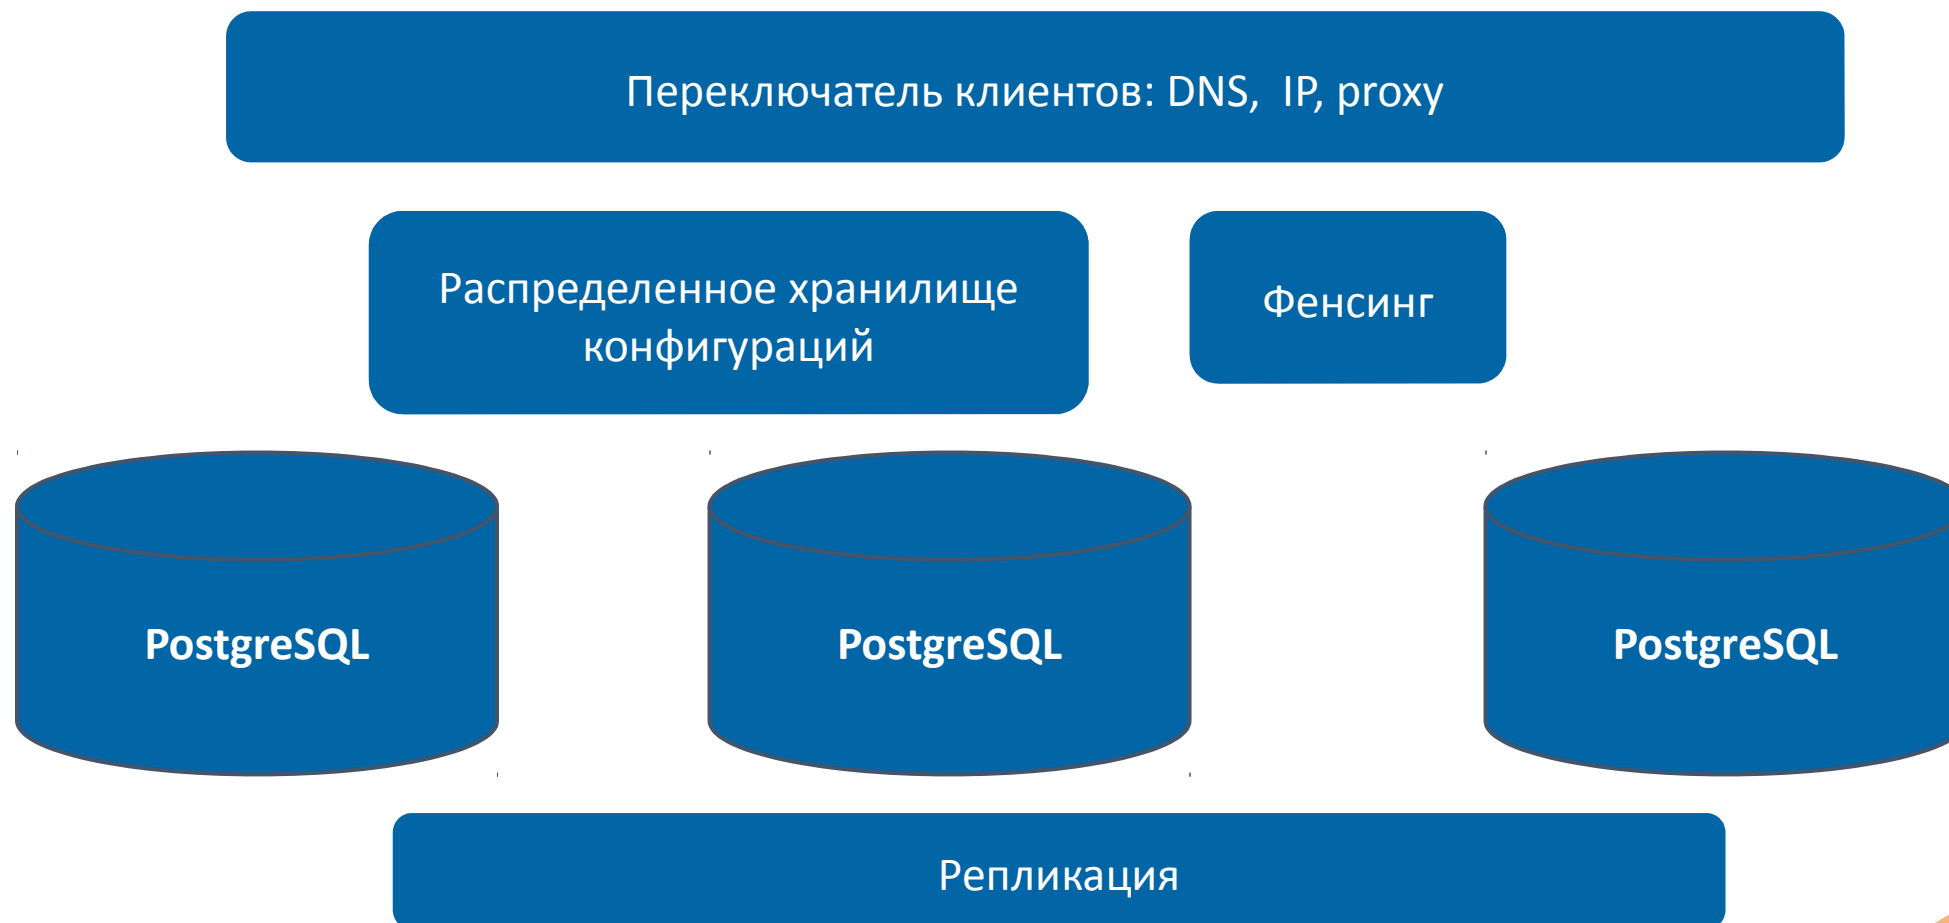 Переключатель клиентов: DNS, IP, proxy
Распределенное хранилище
конфигураций
Фенсинг
PostgreSQL
PostgreSQL
PostgreSQL
Репликация